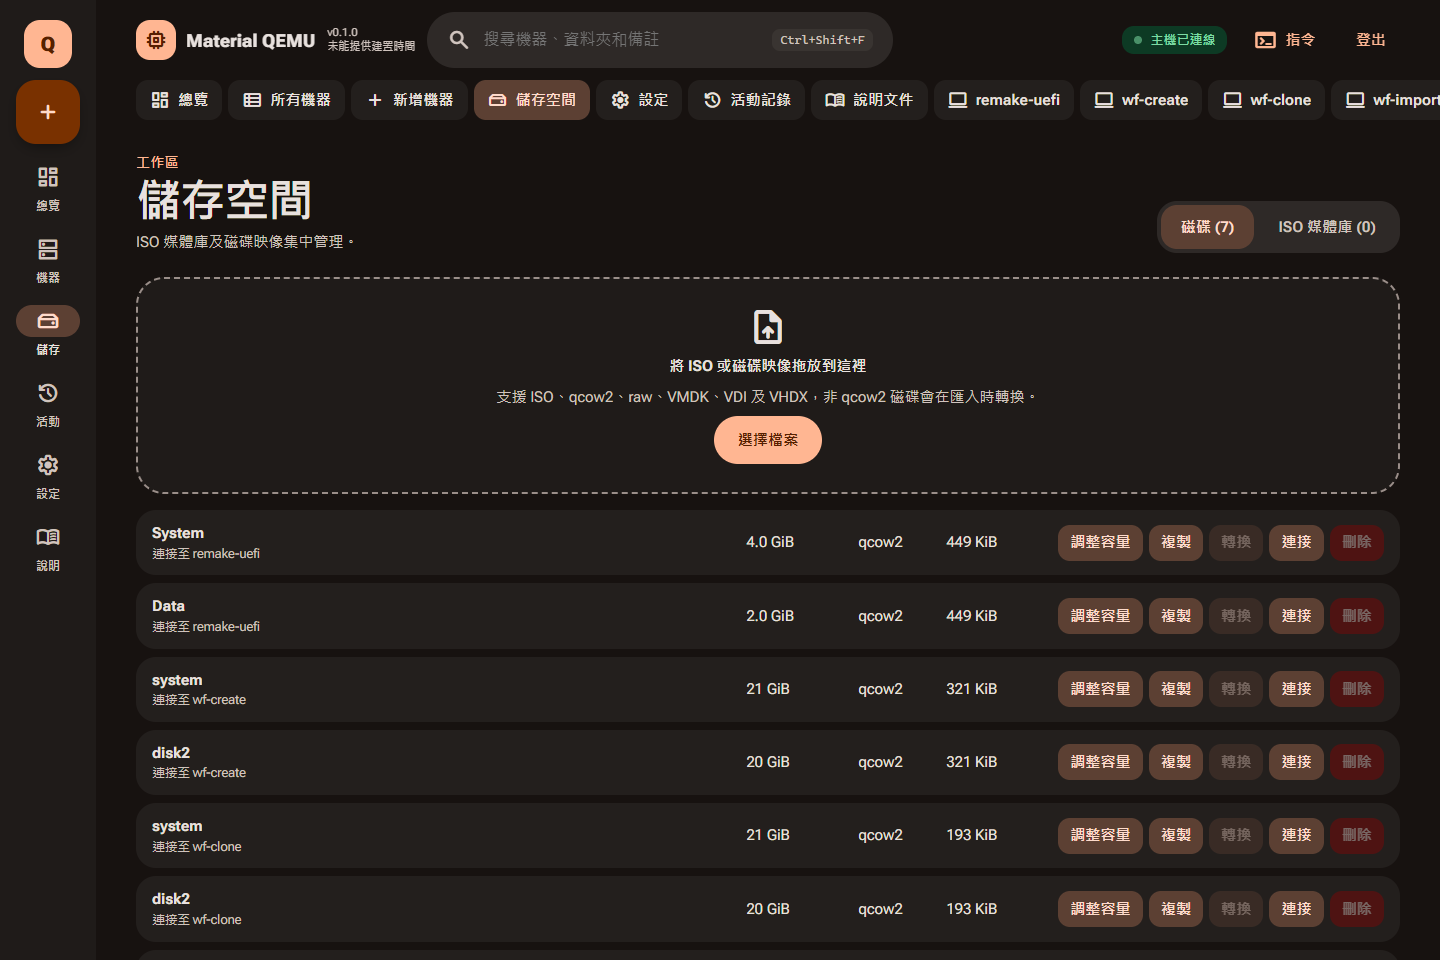 Q
Material QEMU
v0.1.0
未能提供建置時間
搜尋機器、資料夾和備註
Ctrl+Shift+F
主機已連線
指令
登出
總覽
所有機器
新增機器
儲存空間
設定
活動記錄
說明文件
remake-uefi
wf-create
wf-clone
wf-import
總覽
機器
儲存
活動
設定
說明
工作區
儲存空間
ISO 媒體庫及磁碟映像集中管理。
磁碟 (7)
ISO 媒體庫 (0)
將 ISO 或磁碟映像拖放到這裡
支援 ISO、qcow2、raw、VMDK、VDI 及 VHDX，非 qcow2 磁碟會在匯入時轉換。
選擇檔案
System
連接至 remake-uefi
4.0 GiB qcow2 449 KiB 調整容量 複製 轉換 連接 刪除
Data
連接至 remake-uefi
2.0 GiB qcow2 449 KiB 調整容量 複製 轉換 連接 刪除
system
連接至 wf-create
21 GiB qcow2 321 KiB 調整容量 複製 轉換 連接 刪除
disk2
連接至 wf-create
20 GiB qcow2 321 KiB 調整容量 複製 轉換 連接 刪除
system
連接至 wf-clone
21 GiB qcow2 193 KiB 調整容量 複製 轉換 連接 刪除
disk2
連接至 wf-clone
20 GiB qcow2 193 KiB 調整容量 複製 轉換 連接 刪除